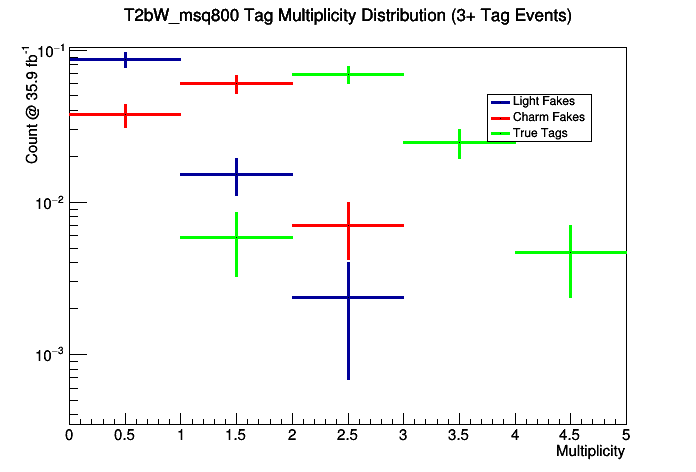 T2bW_msq800 Tag Multiplicity Distribution (3+ Tag Events)
Count @ 35.9 fb⁻¹
10⁻¹
10⁻²
10⁻³
Light Fakes
Charm Fakes
True Tags
0 0.5 1 1.5 2 2.5 3 3.5 4 4.5 5
Multiplicity